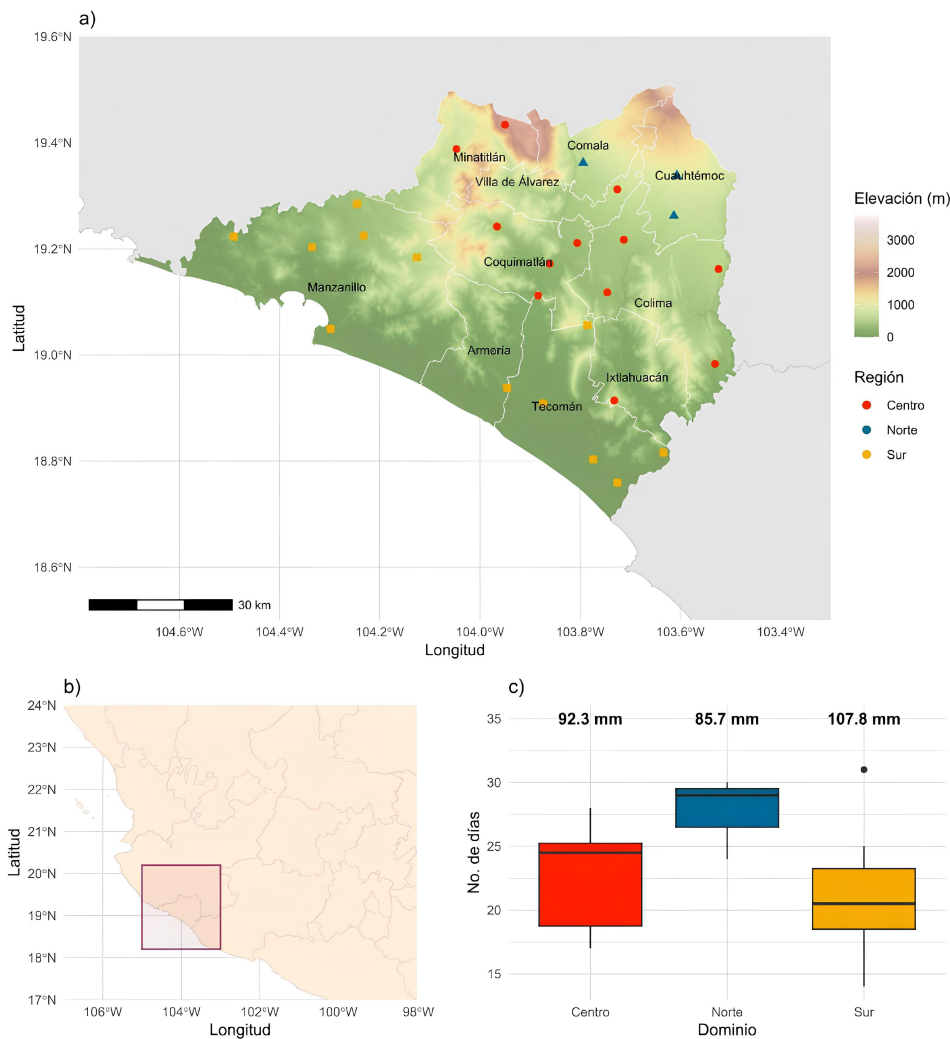 a)
19.6°N
19.4°N
19.2°N
19.0°N
18.8°N
18.6°N
Latitud
Comala
Minatitlán
Cuauhtémoc
Villa de Álvarez
Coquimatlán
Manzanillo
Colima
Armería
Ixtlahuacán
Tecomán
30 km
104.6°W 104.4°W 104.2°W 104.0°W 103.8°W 103.6°W 103.4°W
Longitud
Elevación (m)
3000
2000
1000
0
Región
Centro
Norte
Sur
b)
24°N
23°N
22°N
21°N
20°N
19°N
18°N
17°N
Latitud
106°W 104°W 102°W 100°W 98°W
Longitud
c)
35
30
25
20
15
No. de días
92.3 mm 85.7 mm 107.8 mm
Centro Norte Sur
Dominio